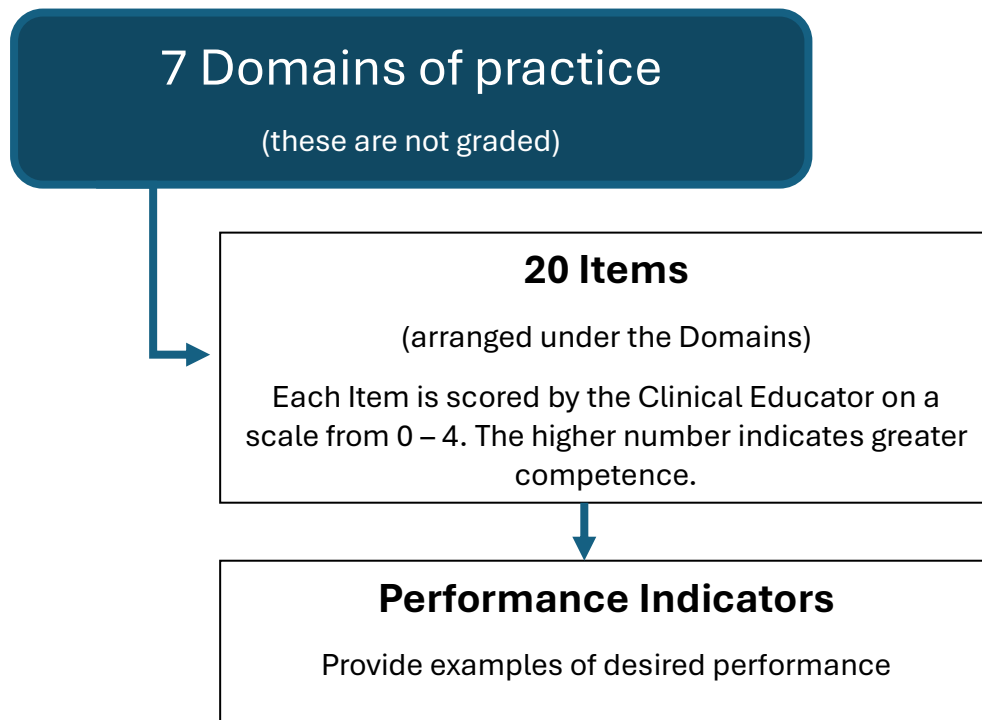 7 Domains of practice
(these are not graded)
20 Items
(arranged under the Domains)
Each Item is scored by the Clinical Educator on a
scale from 0 – 4. The higher number indicates greater
competence.
Performance Indicators
Provide examples of desired performance